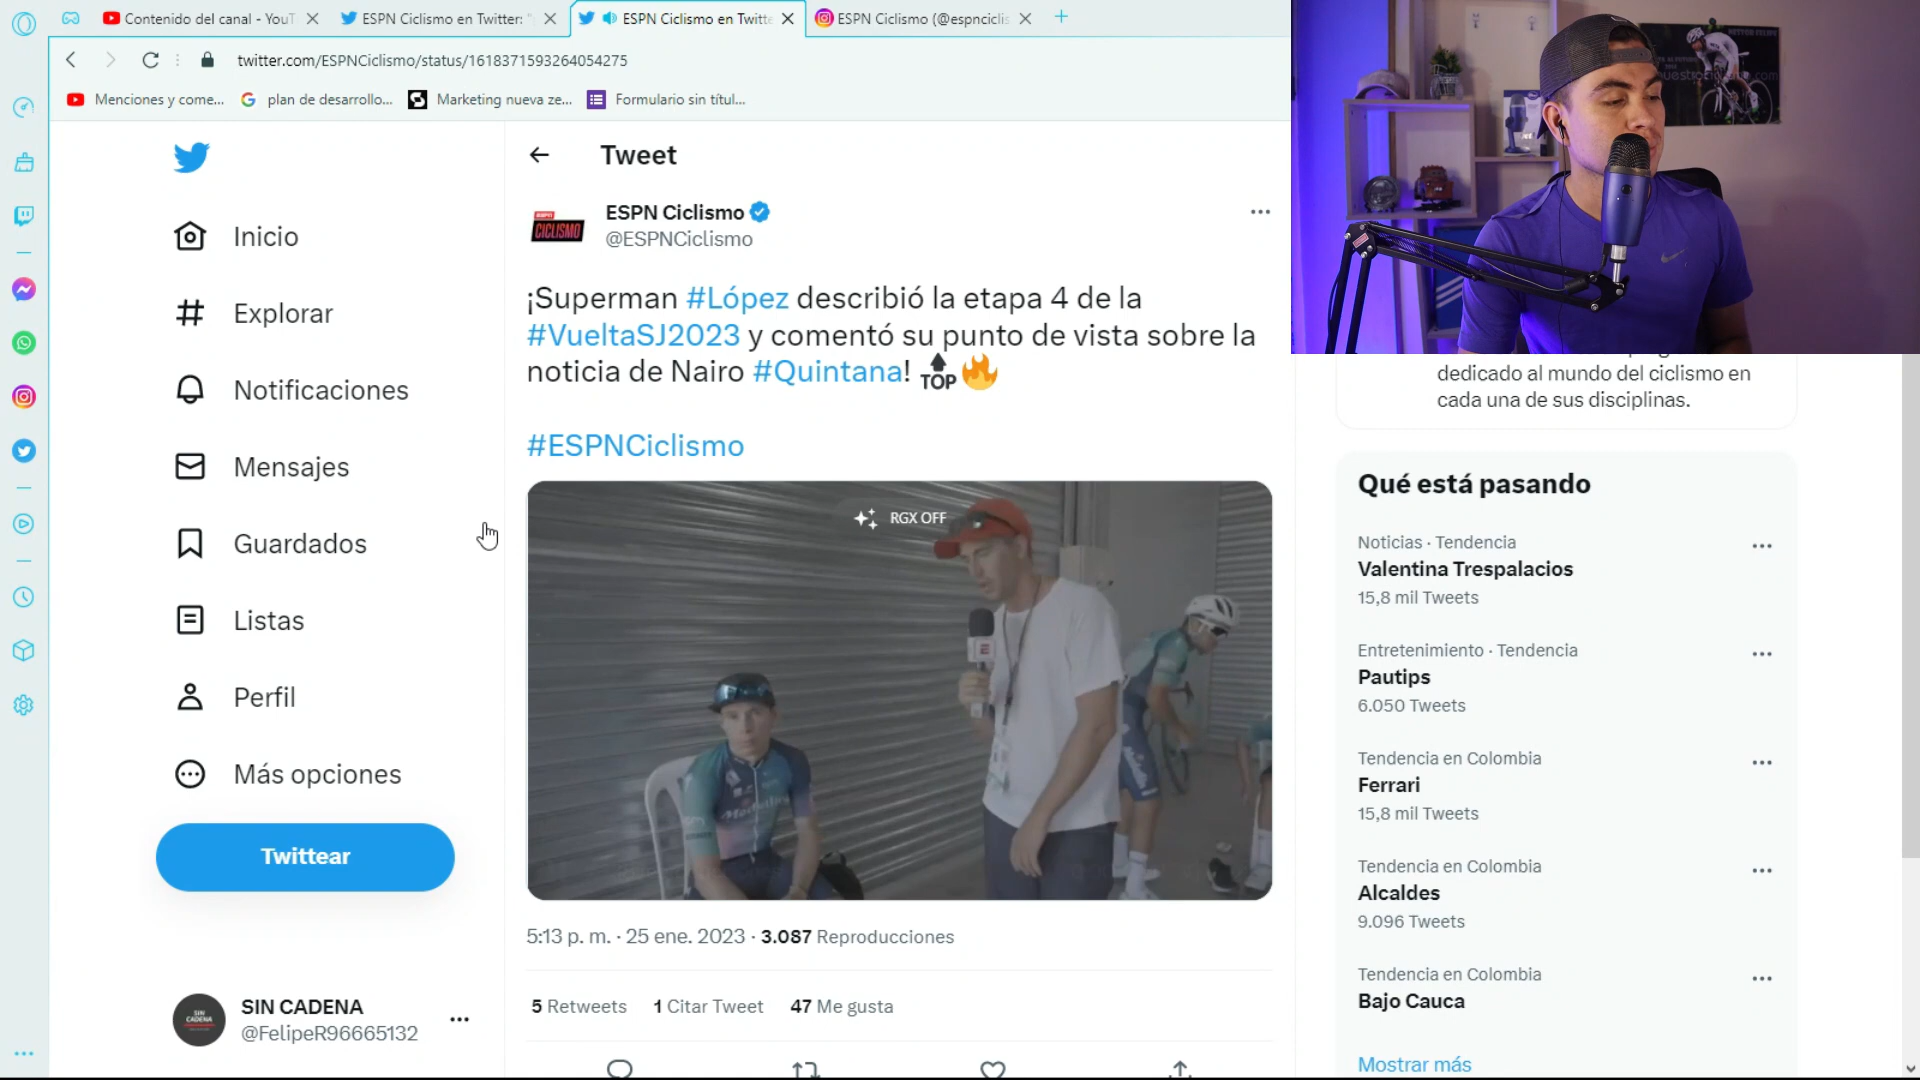 Contenido del canal - YouT
ESPN Ciclismo en Twitter: "
ESPN Ciclismo en Twitte
ESPN Ciclismo (@espnciclis
twitter.com/ESPNCiclismo/status/1618371593264054275
Menciones y come...
plan de desarrollo...
Marketing nueva ze...
Formulario sin títul...
Inicio
Explorar
Notificaciones
Mensajes
Guardados
Listas
Perfil
Más opciones
Twittear
SIN CADENA
@FelipeR96665132
Tweet
ESPN CICLISMO
ESPN Ciclismo
@ESPNCiclismo
¡Superman #López describió la etapa 4 de la
#VueltaSJ2023 y comentó su punto de vista sobre la
noticia de Nairo #Quintana! TOP
#ESPNCiclismo
RGX OFF
Medellín
5:13 p. m. · 25 ene. 2023 · 3.087 Reproducciones
5 Retweets 1 Citar Tweet 47 Me gusta
dedicado al mundo del ciclismo en
cada una de sus disciplinas.
Qué está pasando
Noticias · Tendencia
Valentina Trespalacios
15,8 mil Tweets
Entretenimiento · Tendencia
Pautips
6.050 Tweets
Tendencia en Colombia
Ferrari
15,8 mil Tweets
Tendencia en Colombia
Alcaldes
9.096 Tweets
Tendencia en Colombia
Bajo Cauca
Mostrar más